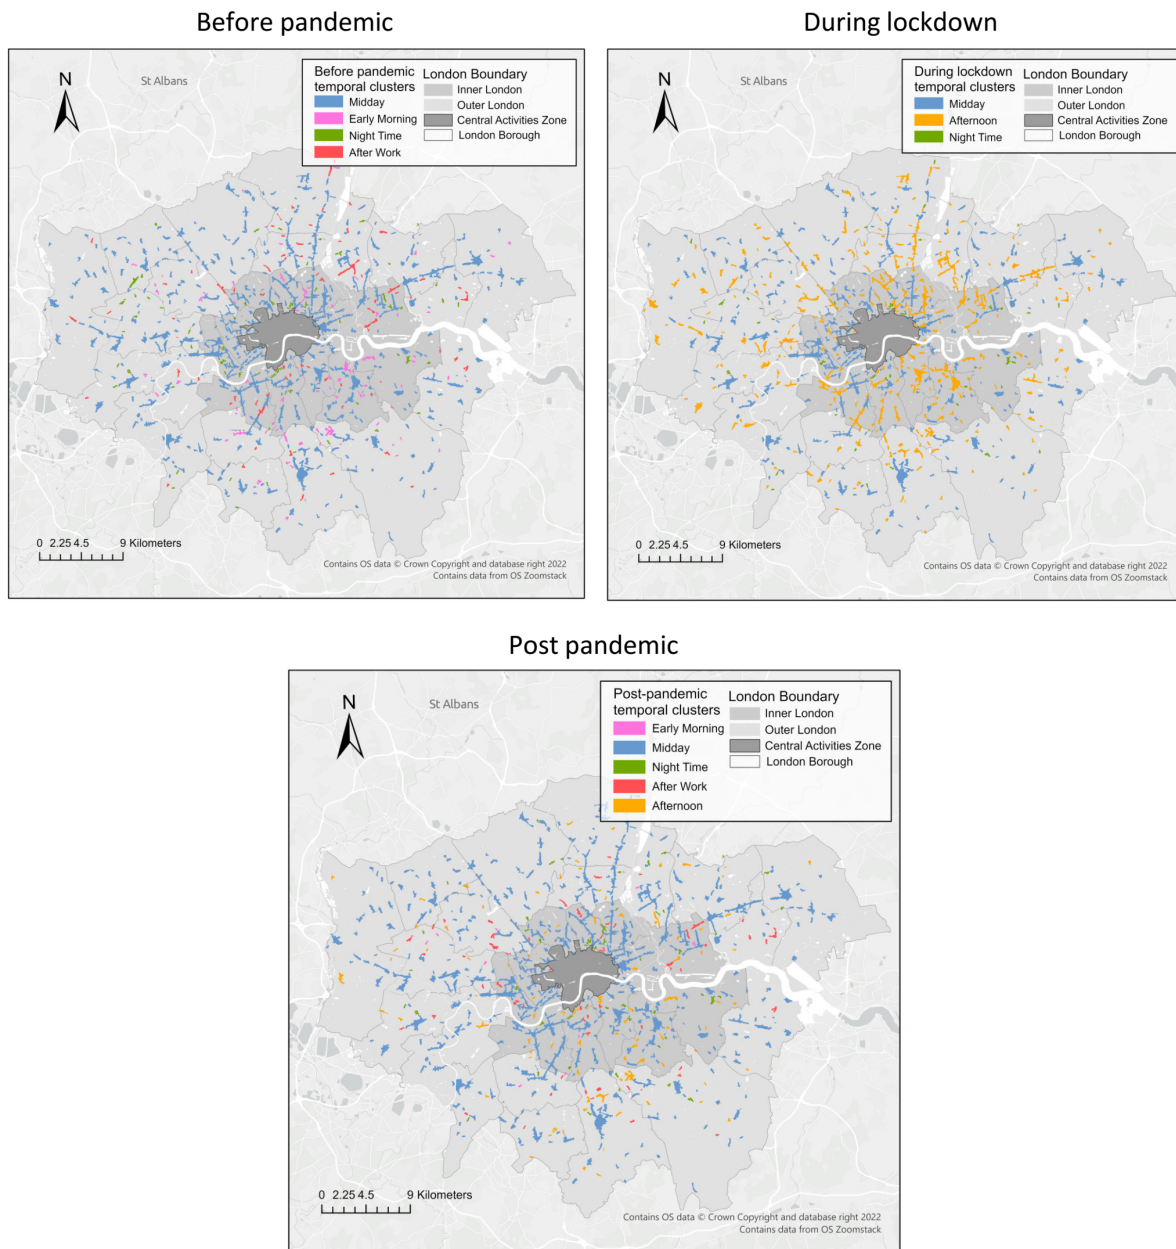 Before pandemic
N
St Albans
Before pandemic
temporal clusters
Midday
Early Morning
Night Time
After Work
London Boundary
Inner London
Outer London
Central Activities Zone
London Borough
0 2.25 4.5 9 Kilometers
Contains OS data © Crown Copyright and database right 2022
Contains data from OS Zoomstack
During lockdown
N
St Albans
During lockdown
temporal clusters
Midday
Afternoon
Night Time
London Boundary
Inner London
Outer London
Central Activities Zone
London Borough
0 2.25 4.5 9 Kilometers
Contains OS data © Crown Copyright and database right 2022
Contains data from OS Zoomstack
Post pandemic
N
St Albans
Post-pandemic
temporal clusters
Early Morning
Midday
Night Time
After Work
Afternoon
London Boundary
Inner London
Outer London
Central Activities Zone
London Borough
0 2.25 4.5 9 Kilometers
Contains OS data © Crown Copyright and database right 2022
Contains data from OS Zoomstack